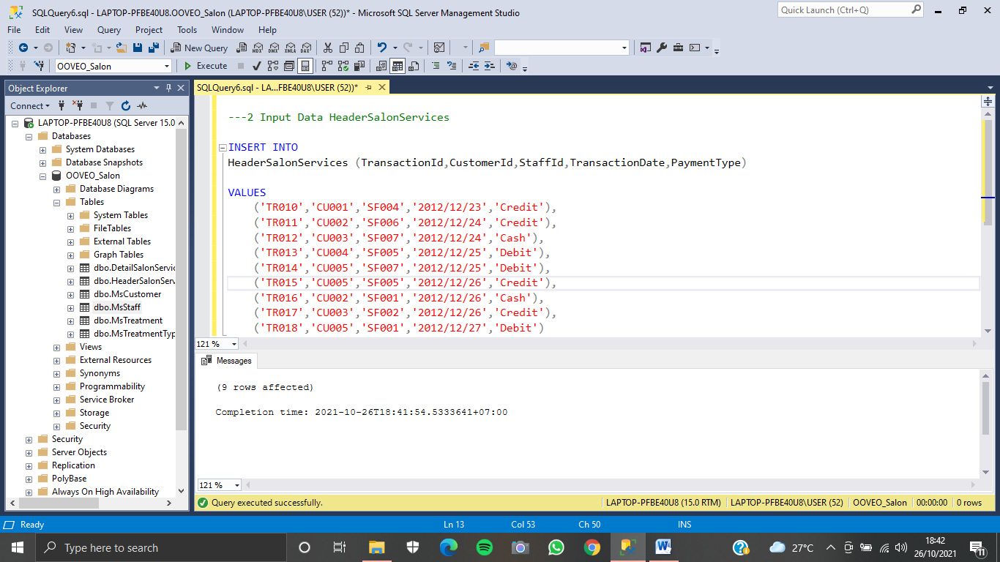 SQLQuery6.sql - LAPTOP-PFBE40U8.OOVEO_Salon (LAPTOP-PFBE40U8\USER (52))* - Microsoft SQL Server Management Studio
Quick Launch (Ctrl+Q)
File Edit View Query Project Tools Window Help
New Query MDX DMX XMLA DAX
OOVEO_Salon Execute
Object Explorer
SQLQuery6.sql - LA...FBE40U8\USER (52))*
Connect
LAPTOP-PFBE40U8 (SQL Server 15.0
Databases
System Databases
Database Snapshots
OOVEO_Salon
Database Diagrams
Tables
System Tables
FileTables
External Tables
Graph Tables
dbo.DetailSalonServic
dbo.HeaderSalonServ
dbo.MsCustomer
dbo.MsStaff
dbo.MsTreatment
dbo.MsTreatmentTyp
Views
External Resources
Synonyms
Programmability
Service Broker
Storage
Security
Security
Server Objects
Replication
PolyBase
Always On High Availability
---2 Input Data HeaderSalonServices
INSERT INTO
HeaderSalonServices (TransactionId,CustomerId,StaffId,TransactionDate,PaymentType)
VALUES
('TR010','CU001','SF004','2012/12/23','Credit'),
('TR011','CU002','SF006','2012/12/24','Credit'),
('TR012','CU003','SF007','2012/12/24','Cash'),
('TR013','CU004','SF005','2012/12/25','Debit'),
('TR014','CU005','SF007','2012/12/25','Debit'),
('TR015','CU005','SF005','2012/12/26','Credit'),
('TR016','CU002','SF001','2012/12/26','Cash'),
('TR017','CU003','SF002','2012/12/26','Credit'),
('TR018','CU005','SF001','2012/12/27','Debit')
121 %
Messages
(9 rows affected)
Completion time: 2021-10-26T18:41:54.5333641+07:00
121 %
Query executed successfully. LAPTOP-PFBE40U8 (15.0 RTM) LAPTOP-PFBE40U8\USER (52) OOVEO_Salon 00:00:00 0 rows
Ready Ln 13 Col 53 Ch 50 INS
Type here to search
27°C
18:42
26/10/2021
11